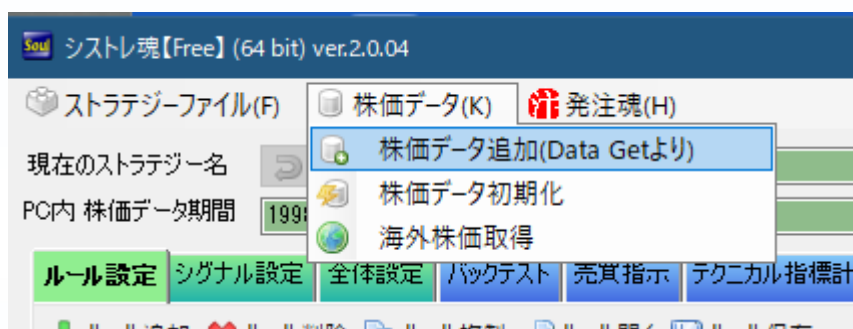 Soul システトレ魂【Free】 (64 bit) ver.2.0.04
ストラテジーファイル(F) 株価データ(K) 発注魂(H)
株価データ追加(Data Getより)
現在のストラテジー名
株価データ初期化
PC内 株価データ期間
海外株価取得
ルール設定 シグナル設定 全体設定 バックテスト 売買指示 テクニカル指標計